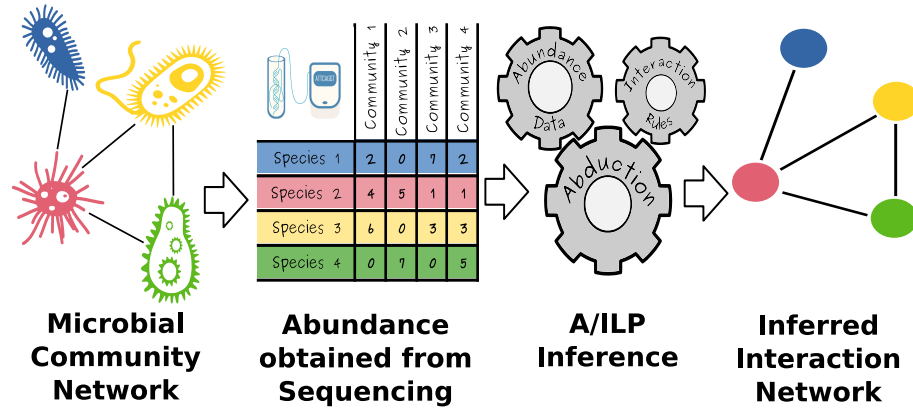 Community 1
Community 2
Community 3
Community 4
Species 1 2 0 7 2
Species 2 4 5 1 1
Species 3 6 0 3 3
Species 4 0 7 0 5
Abundance
Data
Interaction
Rules
Abduction
Microbial
Community
Network
Abundance
obtained from
Sequencing
A/ILP
Inference
Inferred
Interaction
Network